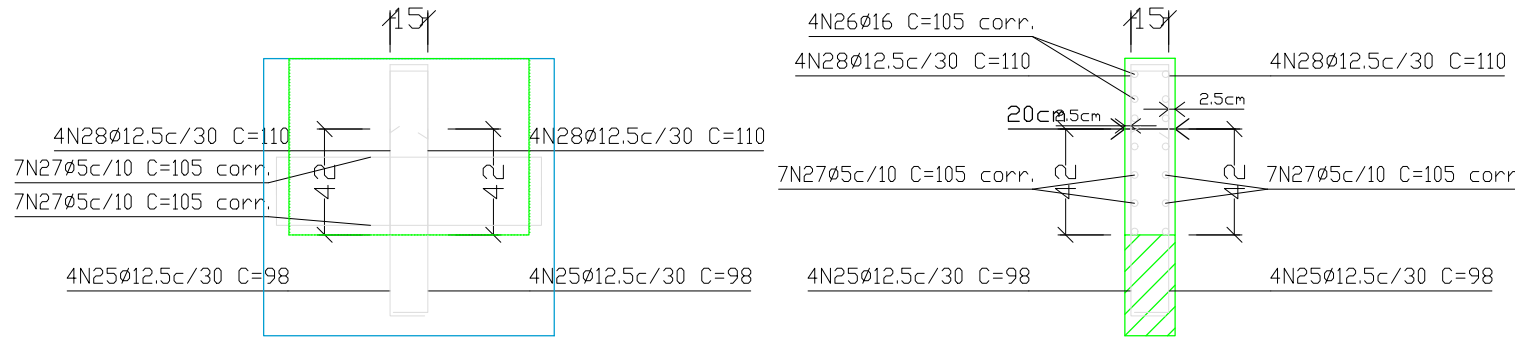 15
4N28ø12.5c/30 C=110
4N28ø12.5c/30 C=110
7N27ø5c/10 C=105 corr.
7N27ø5c/10 C=105 corr.
42
42
4N25ø12.5c/30 C=98
4N25ø12.5c/30 C=98
4N26ø16 C=105 corr.
15
4N28ø12.5c/30 C=110
4N28ø12.5c/30 C=110
2.5cm
20cm
2.5cm
7N27ø5c/10 C=105 corr.
42
42
7N27ø5c/10 C=105 corr
4N25ø12.5c/30 C=98
4N25ø12.5c/30 C=98